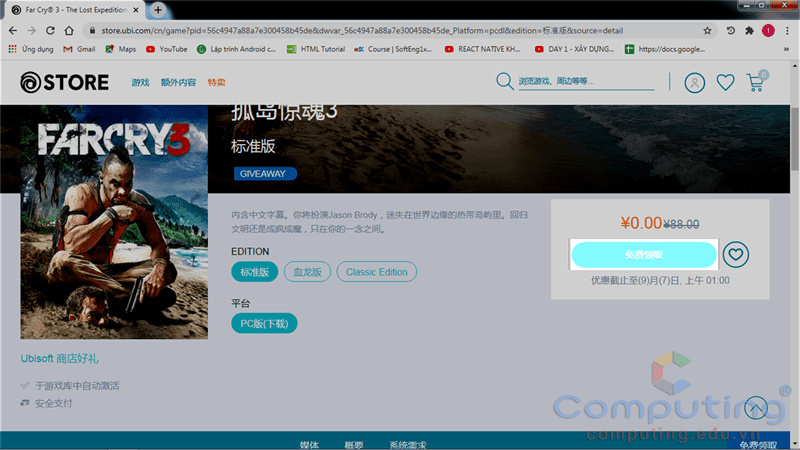 Far Cry® 3 - The Lost Expedition
store.ubi.com/cn/game?pid=56c4947a88a7e300458b45de&dwvar_56c4947a88a7e300458b45de_Platform=pcdl&edition=标准版&source=detail
Ứng dụng Gmail Maps YouTube Lập trình Android c... HTML Tutorial Course | SoftEng1x... REACT NATIVE KH... DAY 1 - XÂY DỰNG... https://docs.google...
STORE 游戏 额外内容 特卖 浏览游戏、周边等等... 0
孤岛惊魂3
FARCRY3
标准版
GIVEAWAY
内含中文字幕。你将扮演Jason Brody，迷失在世界边缘的热带岛屿里。回归
文明还是成疯成魔，只在你的一念之间。
¥0.00 ¥88.00
免费领取
优惠截止至(9)月(7)日, 上午 01:00
EDITION
标准版 血龙版 Classic Edition
平台
PC版(下载)
Ubisoft 商店好礼
于游戏库中自动激活
安全支付
Computing®
computing.edu.vn
媒体 概要 系统需求 免费领取